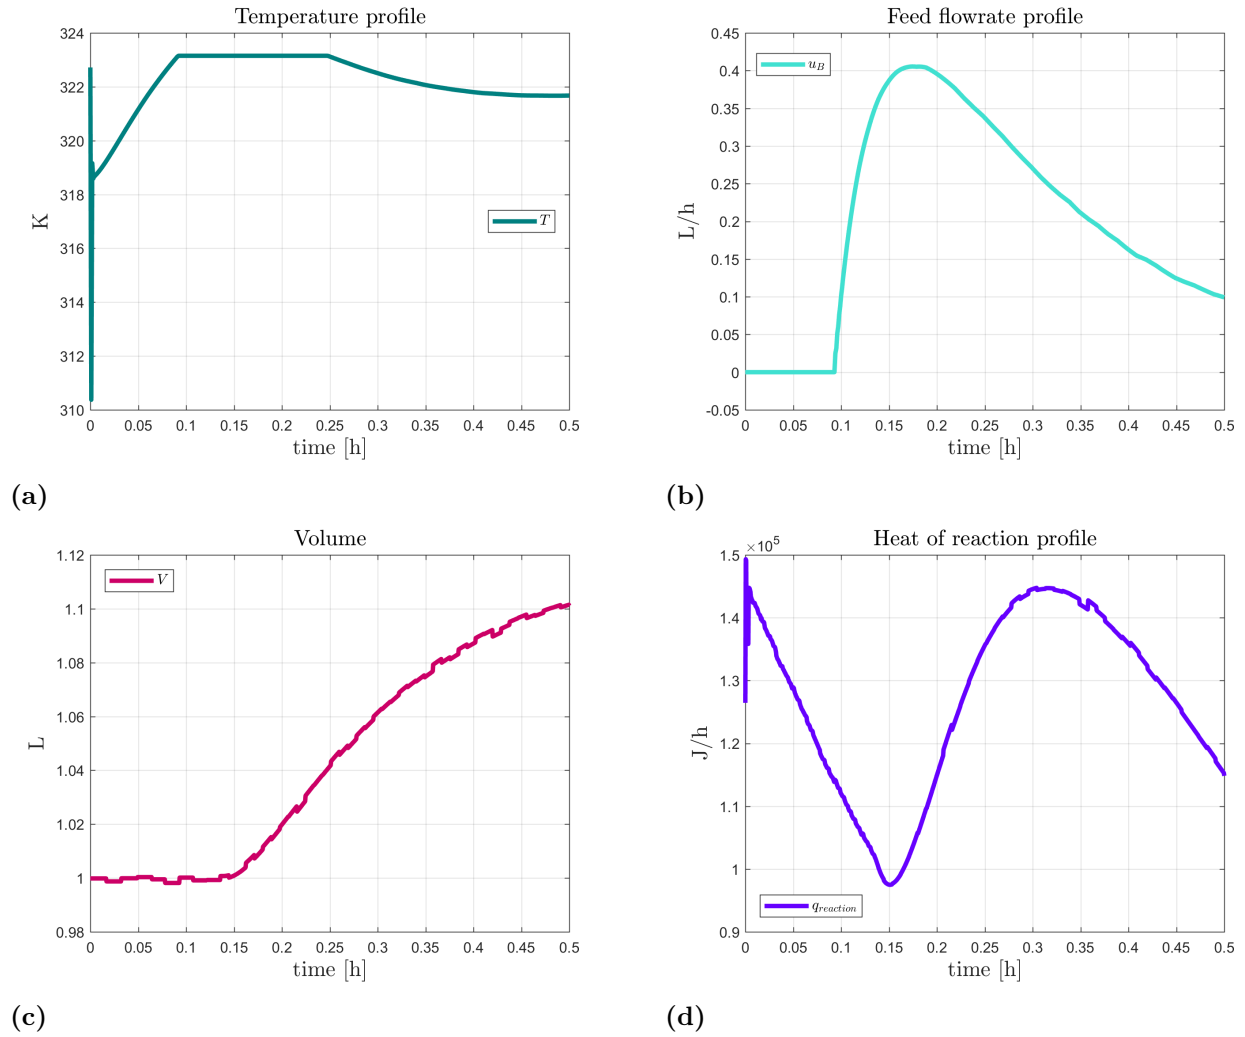 Temperature profile
324
322
320
318
316
314
312
310
K
T
0 0.05 0.1 0.15 0.2 0.25 0.3 0.35 0.4 0.45 0.5
time [h]
(a)
Feed flowrate profile
0.45
0.4
0.35
0.3
0.25
0.2
0.15
0.1
0.05
0
-0.05
L/h
u_B
0 0.05 0.1 0.15 0.2 0.25 0.3 0.35 0.4 0.45 0.5
time [h]
(b)
Volume
1.12
1.1
1.08
1.06
1.04
1.02
1
0.98
L
V
0 0.05 0.1 0.15 0.2 0.25 0.3 0.35 0.4 0.45 0.5
time [h]
(c)
Heat of reaction profile
×10^5
1.5
1.4
1.3
1.2
1.1
1
0.9
J/h
q_reaction
0 0.05 0.1 0.15 0.2 0.25 0.3 0.35 0.4 0.45 0.5
time [h]
(d)